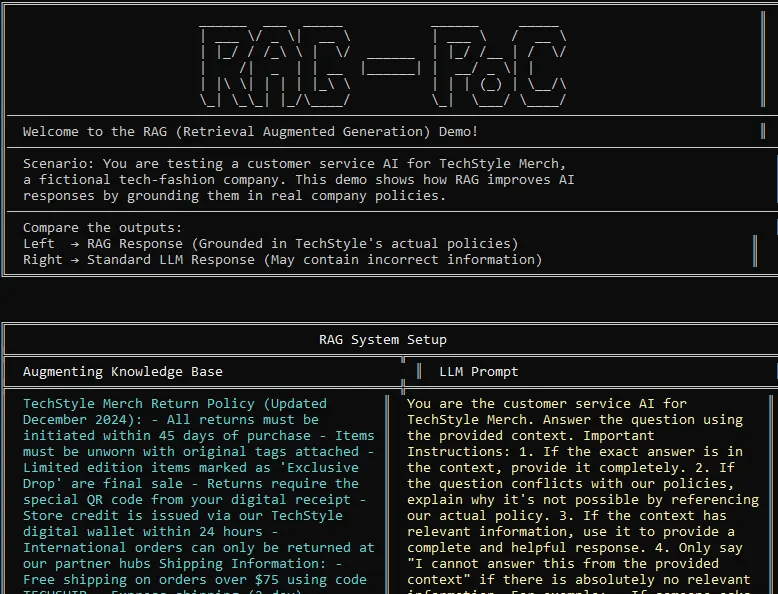 RAG - PoC
Welcome to the RAG (Retrieval Augmented Generation) Demo!
Scenario: You are testing a customer service AI for TechStyle Merch,
a fictional tech-fashion company. This demo shows how RAG improves AI
responses by grounding them in real company policies.
Compare the outputs:
Left → RAG Response (Grounded in TechStyle's actual policies)
Right → Standard LLM Response (May contain incorrect information)
RAG System Setup
Augmenting Knowledge Base
LLM Prompt
TechStyle Merch Return Policy (Updated
December 2024): - All returns must be
initiated within 45 days of purchase - Items
must be unworn with original tags attached -
Limited edition items marked as 'Exclusive
Drop' are final sale - Returns require the
special QR code from your digital receipt -
Store credit is issued via our TechStyle
digital wallet within 24 hours -
International orders can only be returned at
our partner hubs Shipping Information: -
Free shipping on orders over $75 using code
You are the customer service AI for
TechStyle Merch. Answer the question using
the provided context. Important
Instructions: 1. If the exact answer is in
the context, provide it completely. 2. If
the question conflicts with our policies,
explain why it's not possible by referencing
our actual policy. 3. If the context has
relevant information, use it to provide a
complete and helpful response. 4. Only say
"I cannot answer this from the provided
context" if there is absolutely no relevant